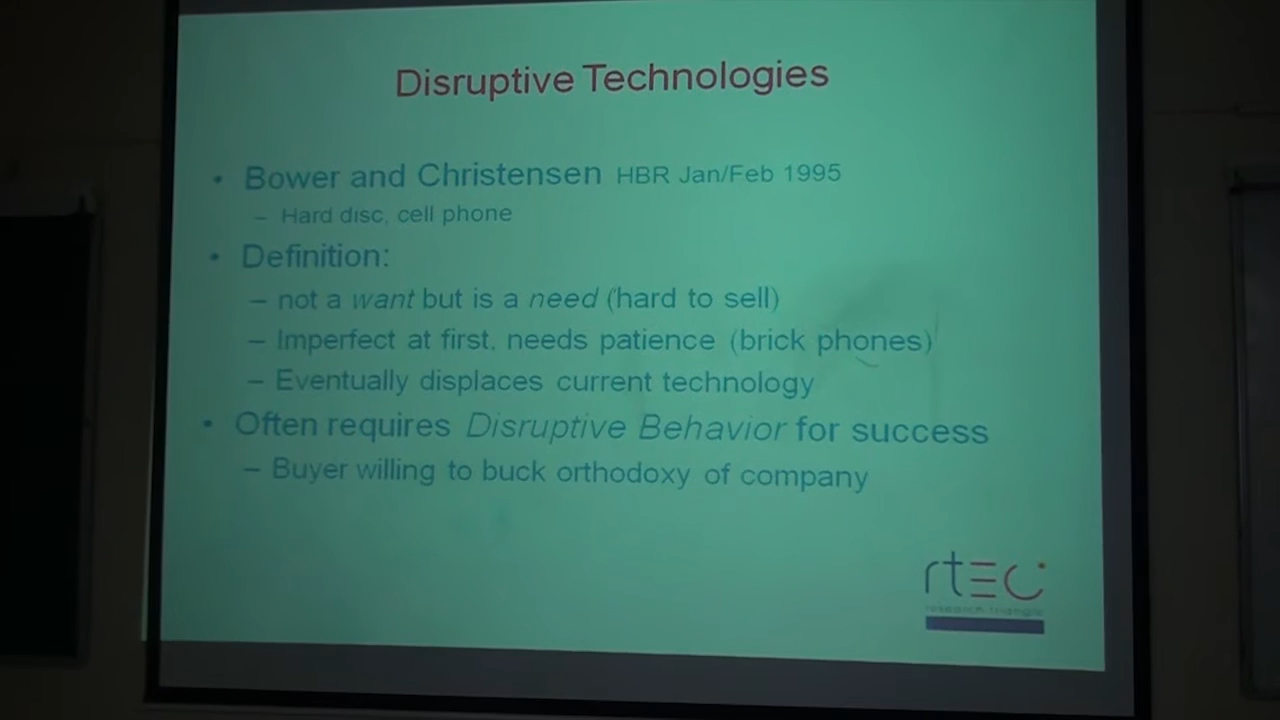 Disruptive Technologies
• Bower and Christensen HBR Jan/Feb 1995
– Hard disc, cell phone
• Definition:
– not a want but is a need (hard to sell)
– Imperfect at first, needs patience (brick phones)
– Eventually displaces current technology
• Often requires Disruptive Behavior for success
– Buyer willing to buck orthodoxy of company
rtec
research triangle